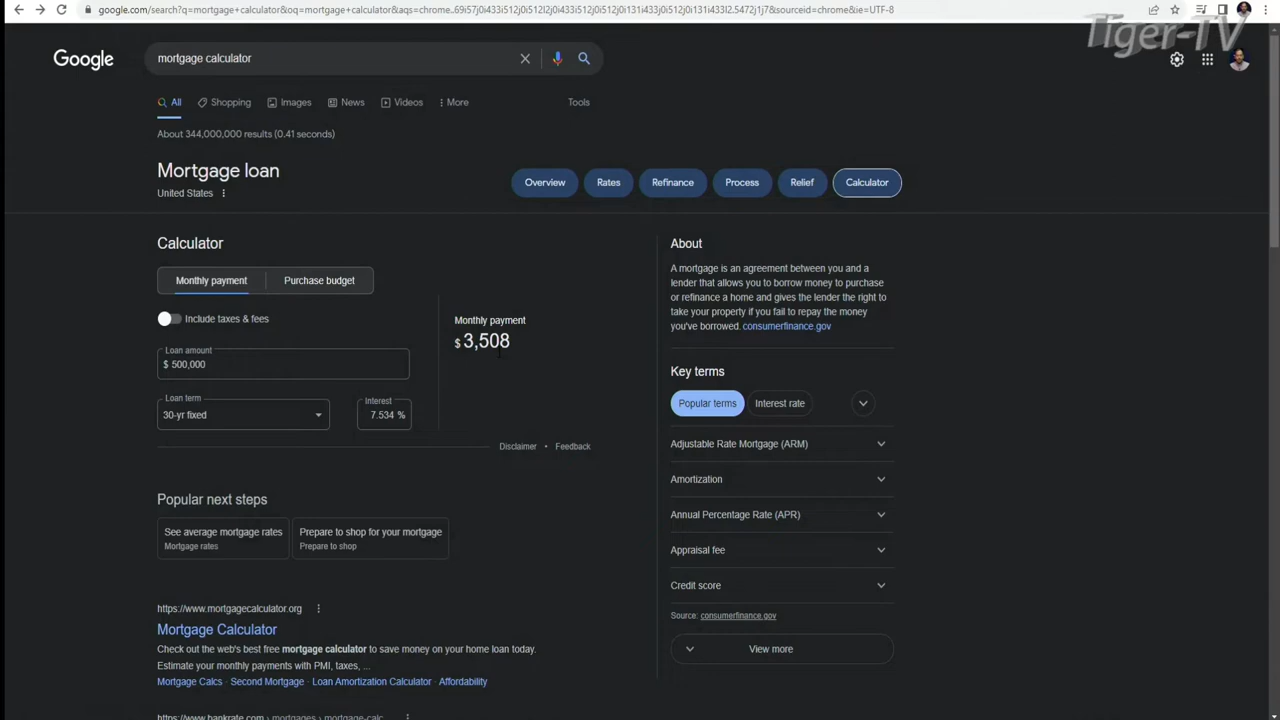 google.com/search?q=mortgage+calculator&oq=mortgage+calculator&aqs=chrome..69i57j0i433i512j0i512l2j0i433i512j0i512j0i131i433i512j0i131i433i512.5472j1j7&sourceid=chrome&ie=UTF-8
Tiger-TV
Google
mortgage calculator
All
Shopping
Images
News
Videos
More
Tools
About 344,000,000 results (0.41 seconds)
Mortgage loan
United States
Overview
Rates
Refinance
Process
Relief
Calculator
Calculator
Monthly payment
Purchase budget
Include taxes & fees
Loan amount
$ 500,000
Loan term
30-yr fixed
Interest
7.534 %
Monthly payment
$ 3,508
Disclaimer • Feedback
Popular next steps
See average mortgage rates
Mortgage rates
Prepare to shop for your mortgage
Prepare to shop
https://www.mortgagecalculator.org
Mortgage Calculator
Check out the web's best free mortgage calculator to save money on your home loan today.
Estimate your monthly payments with PMI, taxes, ...
Mortgage Calcs · Second Mortgage · Loan Amortization Calculator · Affordability
https://www.bankrate.com › mortgages › mortgage-calc...
About
A mortgage is an agreement between you and a
lender that allows you to borrow money to purchase
or refinance a home and gives the lender the right to
take your property if you fail to repay the money
you've borrowed. consumerfinance.gov
Key terms
Popular terms
Interest rate
Adjustable Rate Mortgage (ARM)
Amortization
Annual Percentage Rate (APR)
Appraisal fee
Credit score
Source: consumerfinance.gov
View more